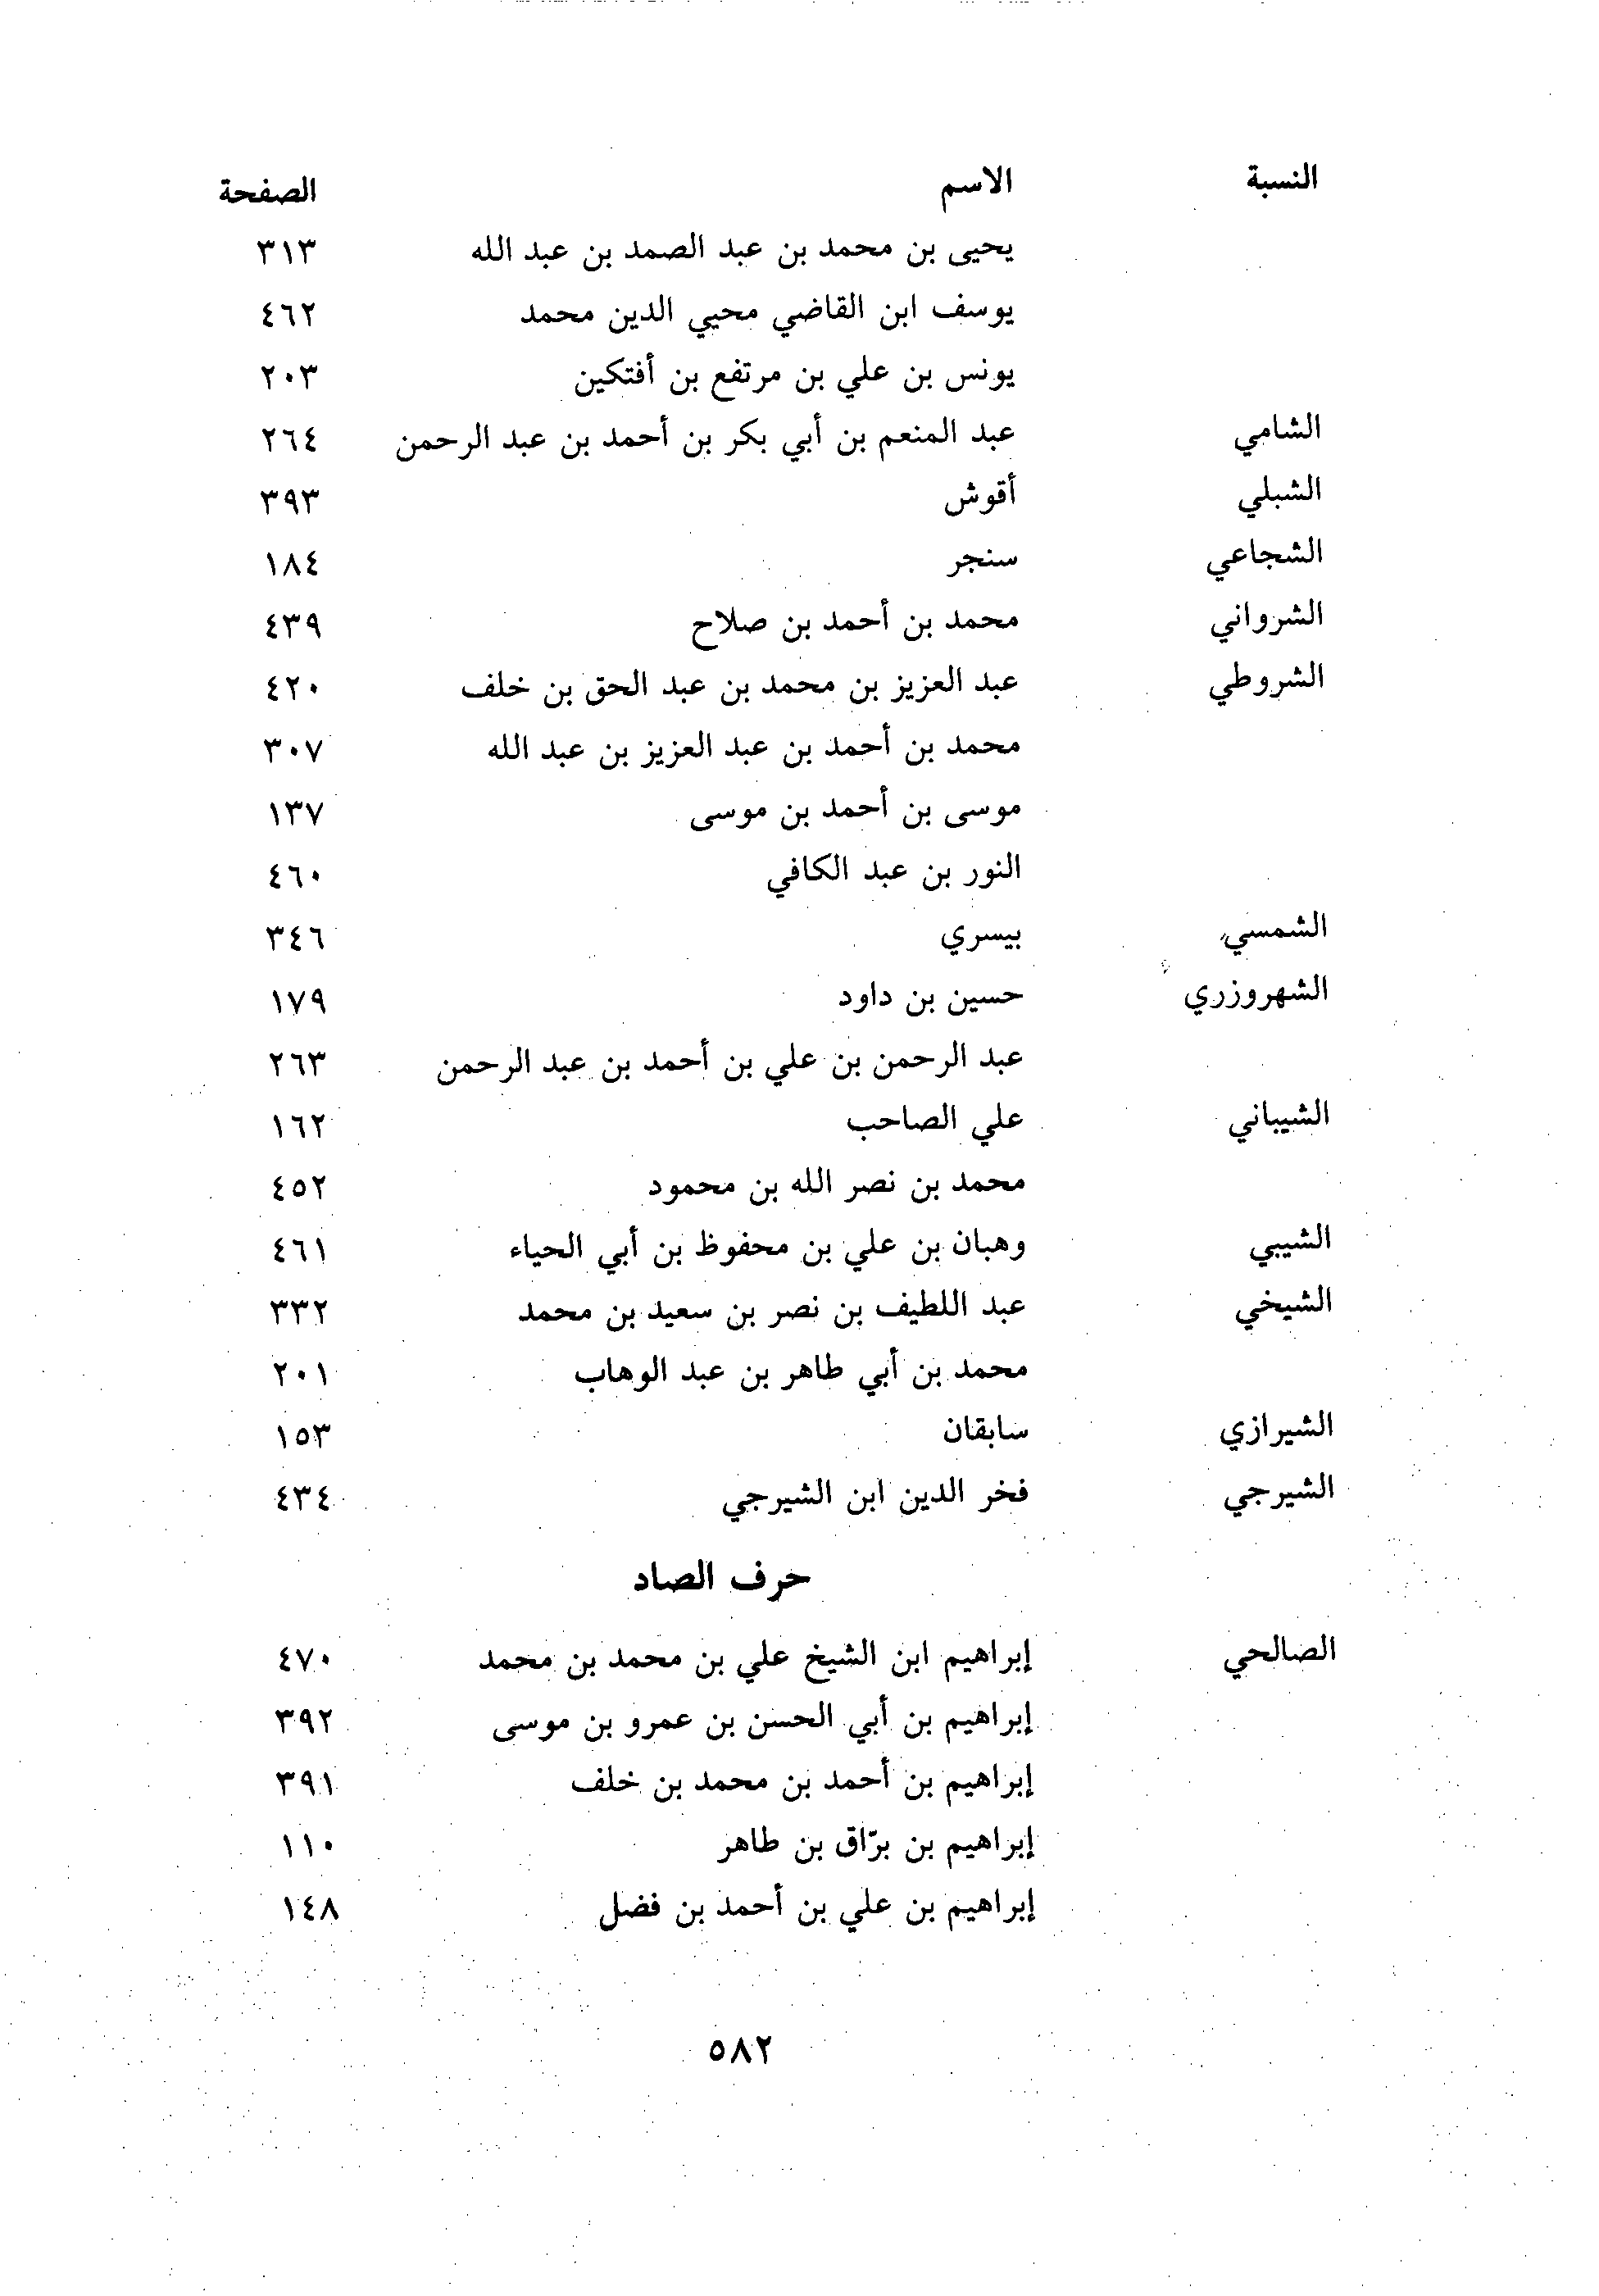 النسبة الاسم الصفحة
يحيى بن محمد بن عبد الصمد بن عبد الله ٣١٣
يوسف ابن القاضي محيي الدين محمد ٤٦٢
يونس بن علي بن مرتفع بن أفتكين ٢٠٣
الشامي عبد المنعم بن أبي بكر بن أحمد بن عبد الرحمن ٢٦٤
الشبلي أقوش ٣٩٣
الشجاعي سنجر ١٨٤
الشرواني محمد بن أحمد بن صلاح ٤٣٩
الشروطي عبد العزيز بن محمد بن عبد الحق بن خلف ٤٢٠
محمد بن أحمد بن عبد العزيز بن عبد الله ٣٠٧
موسى بن أحمد بن موسى ١٣٧
النور بن عبد الكافي ٤٦٠
الشمسي بيسري ٣٤٦
الشهروزري حسين بن داود ١٧٩
عبد الرحمن بن علي بن أحمد بن عبد الرحمن ٢٦٣
الشيباني علي الصاحب ١٦٢
محمد بن نصر الله بن محمود ٤٥٢
الشيبي وهبان بن علي بن محفوظ بن أبي الحياء ٤٦١
الشيخي عبد اللطيف بن نصر بن سعيد بن محمد ٣٣٢
محمد بن أبي طاهر بن عبد الوهاب ٢٠١
الشيرازي سابقان ١٥٣
الشيرجي فخر الدين ابن الشيرجي ٤٣٤
حرف الصاد
الصالحي إبراهيم ابن الشيخ علي بن محمد بن محمد ٤٧٠
إبراهيم بن أبي الحسن بن عمرو بن موسى ٣٩٢
إبراهيم بن أحمد بن محمد بن خلف ٣٩١
إبراهيم بن برّاق بن طاهر ١١٠
إبراهيم بن علي بن أحمد بن فضل ١٤٨
٥٨٢